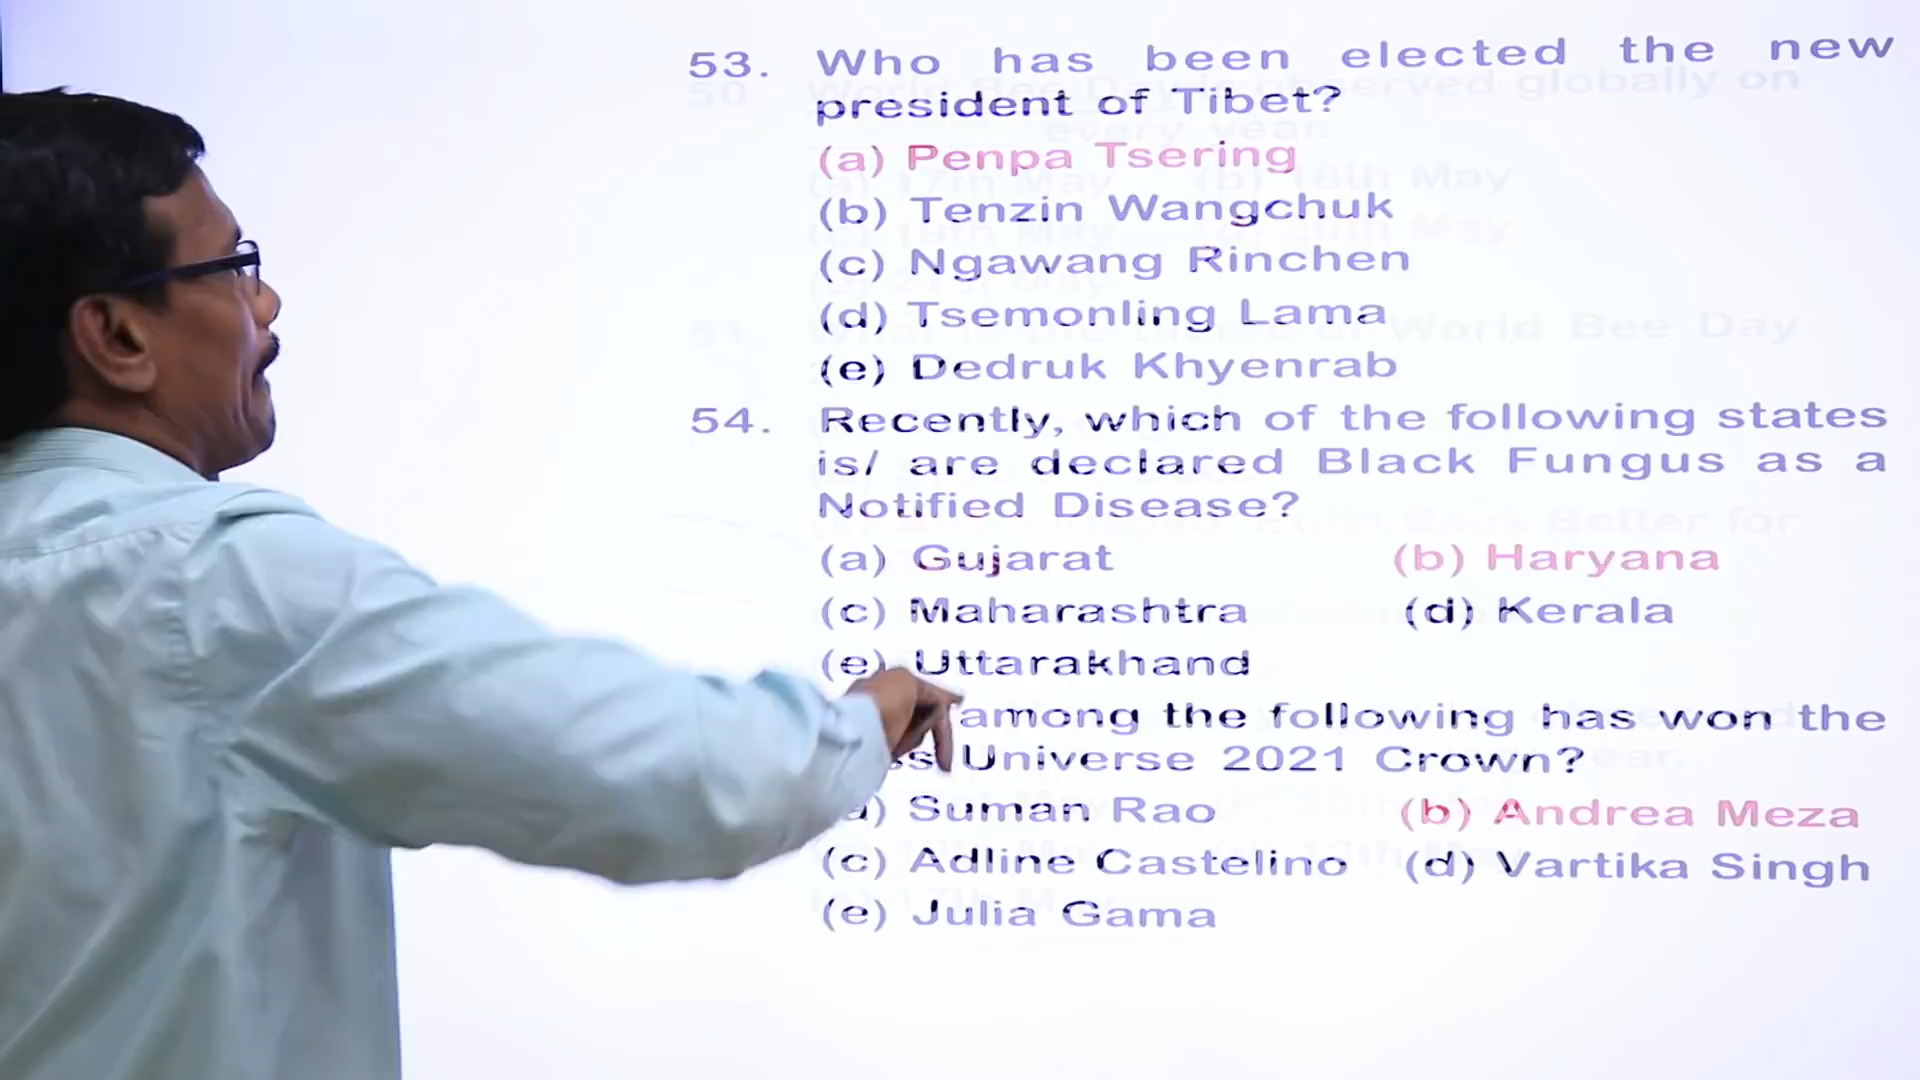 53. Who has been elected the new
president of Tibet?
(a) Penpa Tsering
(b) Tenzin Wangchuk
(c) Ngawang Rinchen
(d) Tsemonling Lama
(e) Dedruk Khyenrab
54. Recently, which of the following states
is/ are declared Black Fungus as a
Notified Disease?
(a) Gujarat (b) Haryana
(c) Maharashtra (d) Kerala
(e) Uttarakhand
among the following has won the
Universe 2021 Crown?
Suman Rao (b) Andrea Meza
(c) Adline Castelino (d) Vartika Singh
(e) Julia Gama